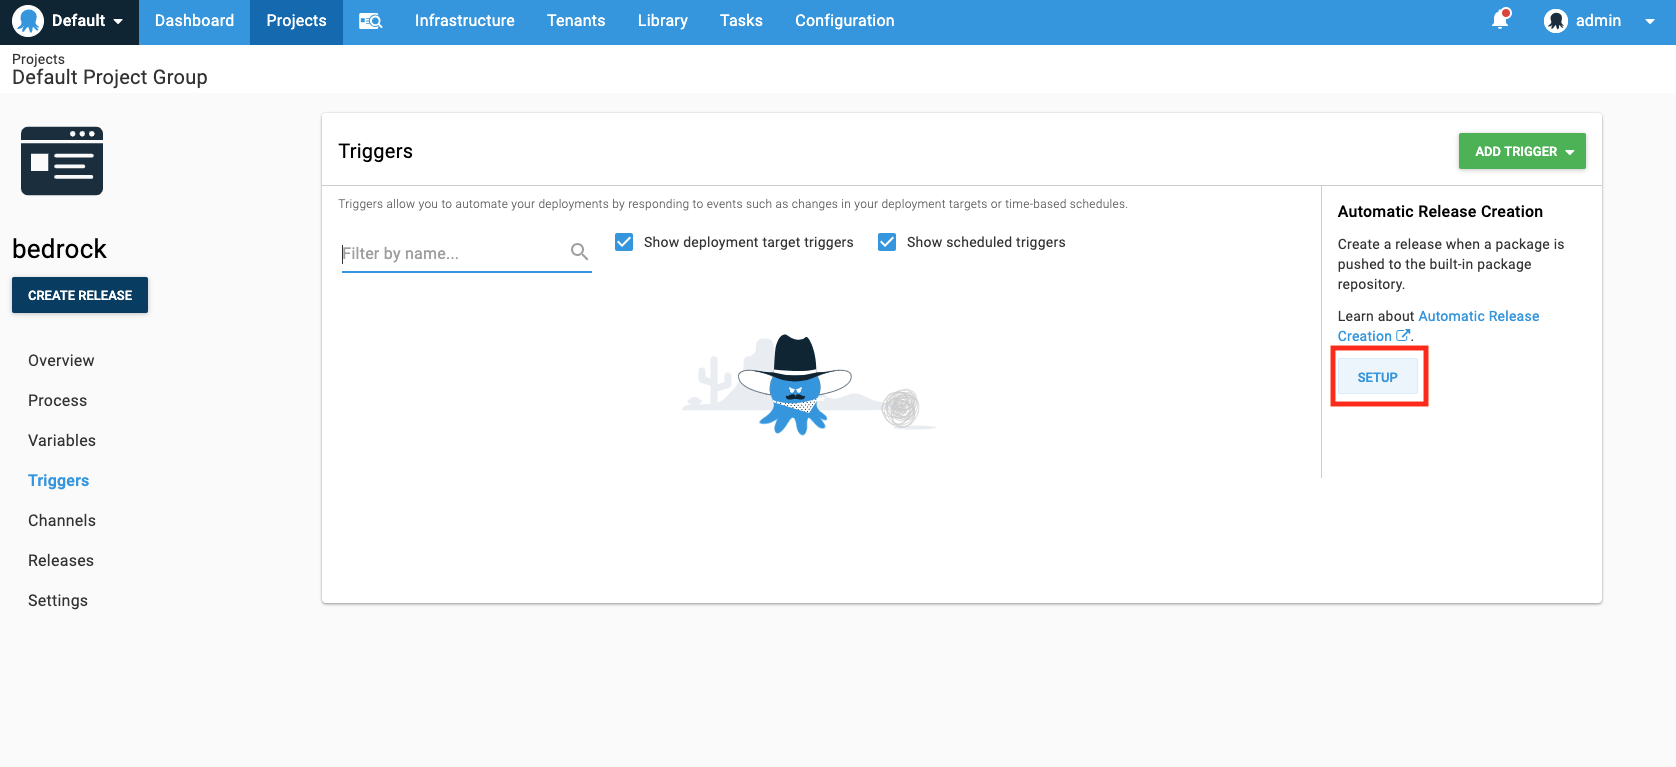 Default Dashboard Projects Infrastructure Tenants Library Tasks Configuration admin
Projects
Default Project Group
bedrock
CREATE RELEASE
Overview
Process
Variables
Triggers
Channels
Releases
Settings
Triggers
ADD TRIGGER
Triggers allow you to automate your deployments by responding to events such as changes in your deployment targets or time-based schedules.
Filter by name...
Show deployment target triggers
Show scheduled triggers
Automatic Release Creation
Create a release when a package is
pushed to the built-in package
repository.
Learn about Automatic Release
Creation.
SETUP